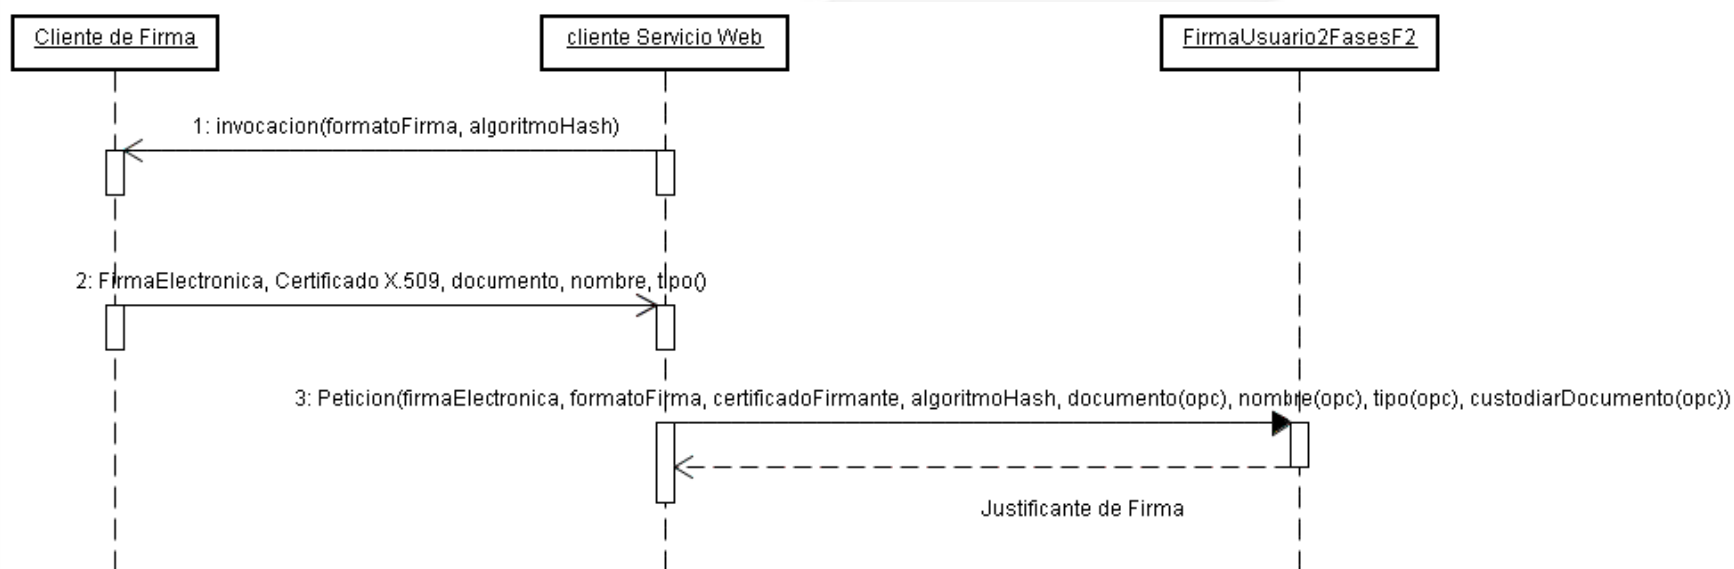 Cliente de Firma
cliente Servicio Web
FirmaUsuario2FasesF2
1: invocacion(formatoFirma, algoritmoHash)
2: FirmaElectronica, Certificado X.509, documento, nombre, tipo()
3: Peticion(firmaElectronica, formatoFirma, certificadoFirmante, algoritmoHash, documento(opc), nombre(opc), tipo(opc), custodiarDocumento(opc))
Justificante de Firma